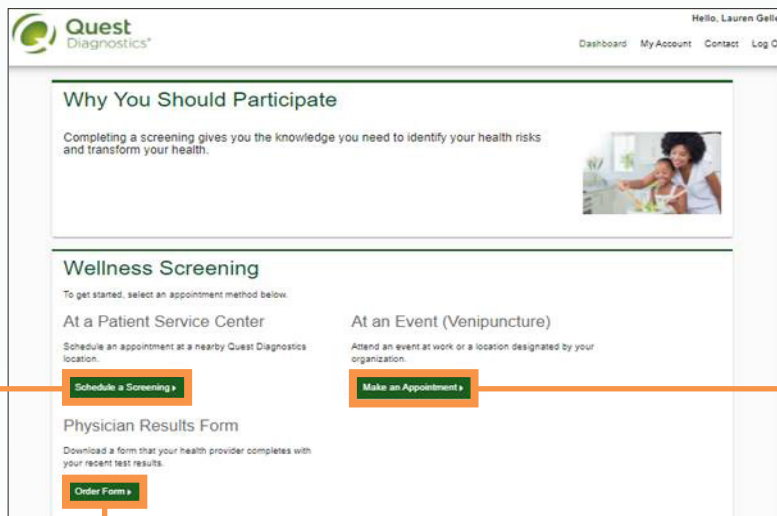 Quest
Diagnostics®
Hello, Lauren
Dashboard My Account Contact Log
Why You Should Participate
Completing a screening gives you the knowledge you need to identify your health risks
and transform your health.
Wellness Screening
To get started, select an appointment method below.
At a Patient Service Center
Schedule an appointment at a nearby Quest Diagnostics
location.
Schedule a Screening
At an Event (Venipuncture)
Attend an event at work or a location designated by your
organization.
Make an Appointment
Physician Results Form
Download a form that your health provider completes with
your recent test results.
Order Form